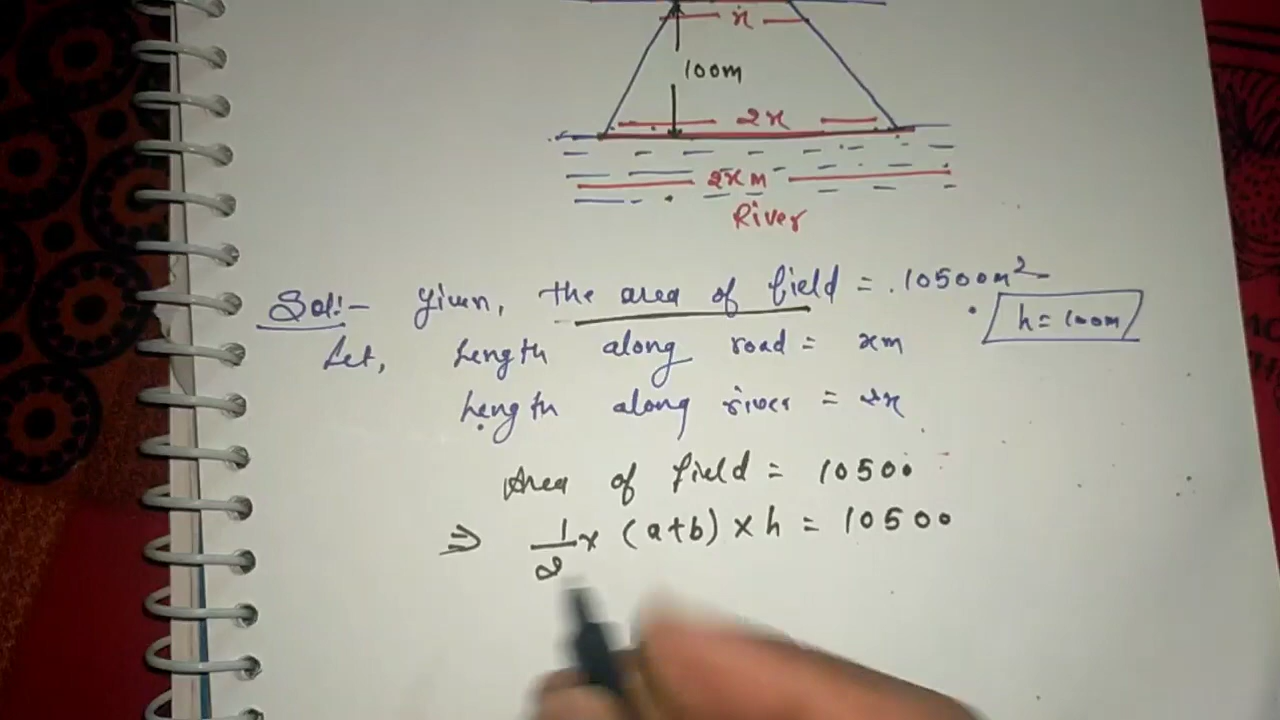 x
100m
2x
2x m
River
Sol:- Given, the area of field = 10500m²
h = 100m
Let, Length along road = xm
Length along river = 2x
Area of field = 10500
⇒ 1/2 × (a+b) × h = 10500